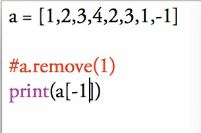 a = [1,2,3,4,2,3,1,-1]
#a.remove(1)
print(a[-1])